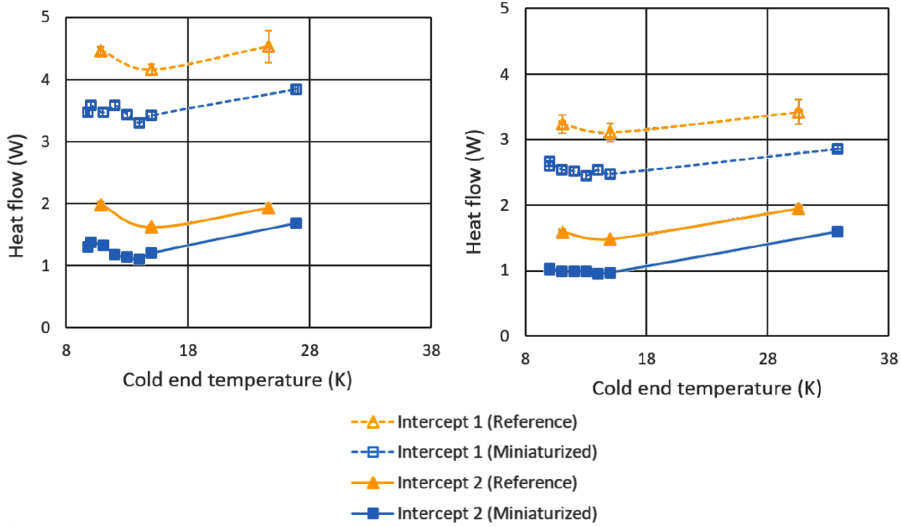 5
4
3
2
1
0
Heat flow (W)
8 18 28 38
Cold end temperature (K)
5
4
3
2
1
0
Heat flow (W)
8 18 28 38
Cold end temperature (K)
Intercept 1 (Reference)
Intercept 1 (Miniaturized)
Intercept 2 (Reference)
Intercept 2 (Miniaturized)